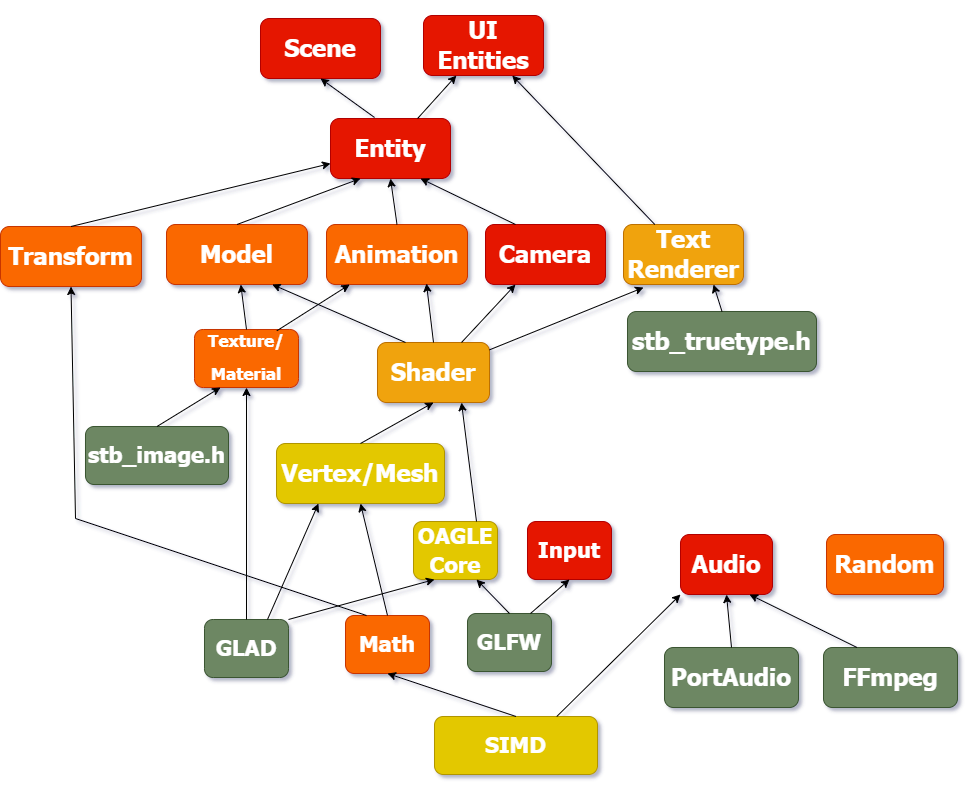 Scene
UI
Entities
Entity
Transform
Model
Animation
Camera
Text
Renderer
Texture/
Material
Shader
stb_truetype.h
stb_image.h
Vertex/Mesh
OAGLE
Core
Input
Audio
Random
GLAD
Math
GLFW
PortAudio
FFmpeg
SIMD